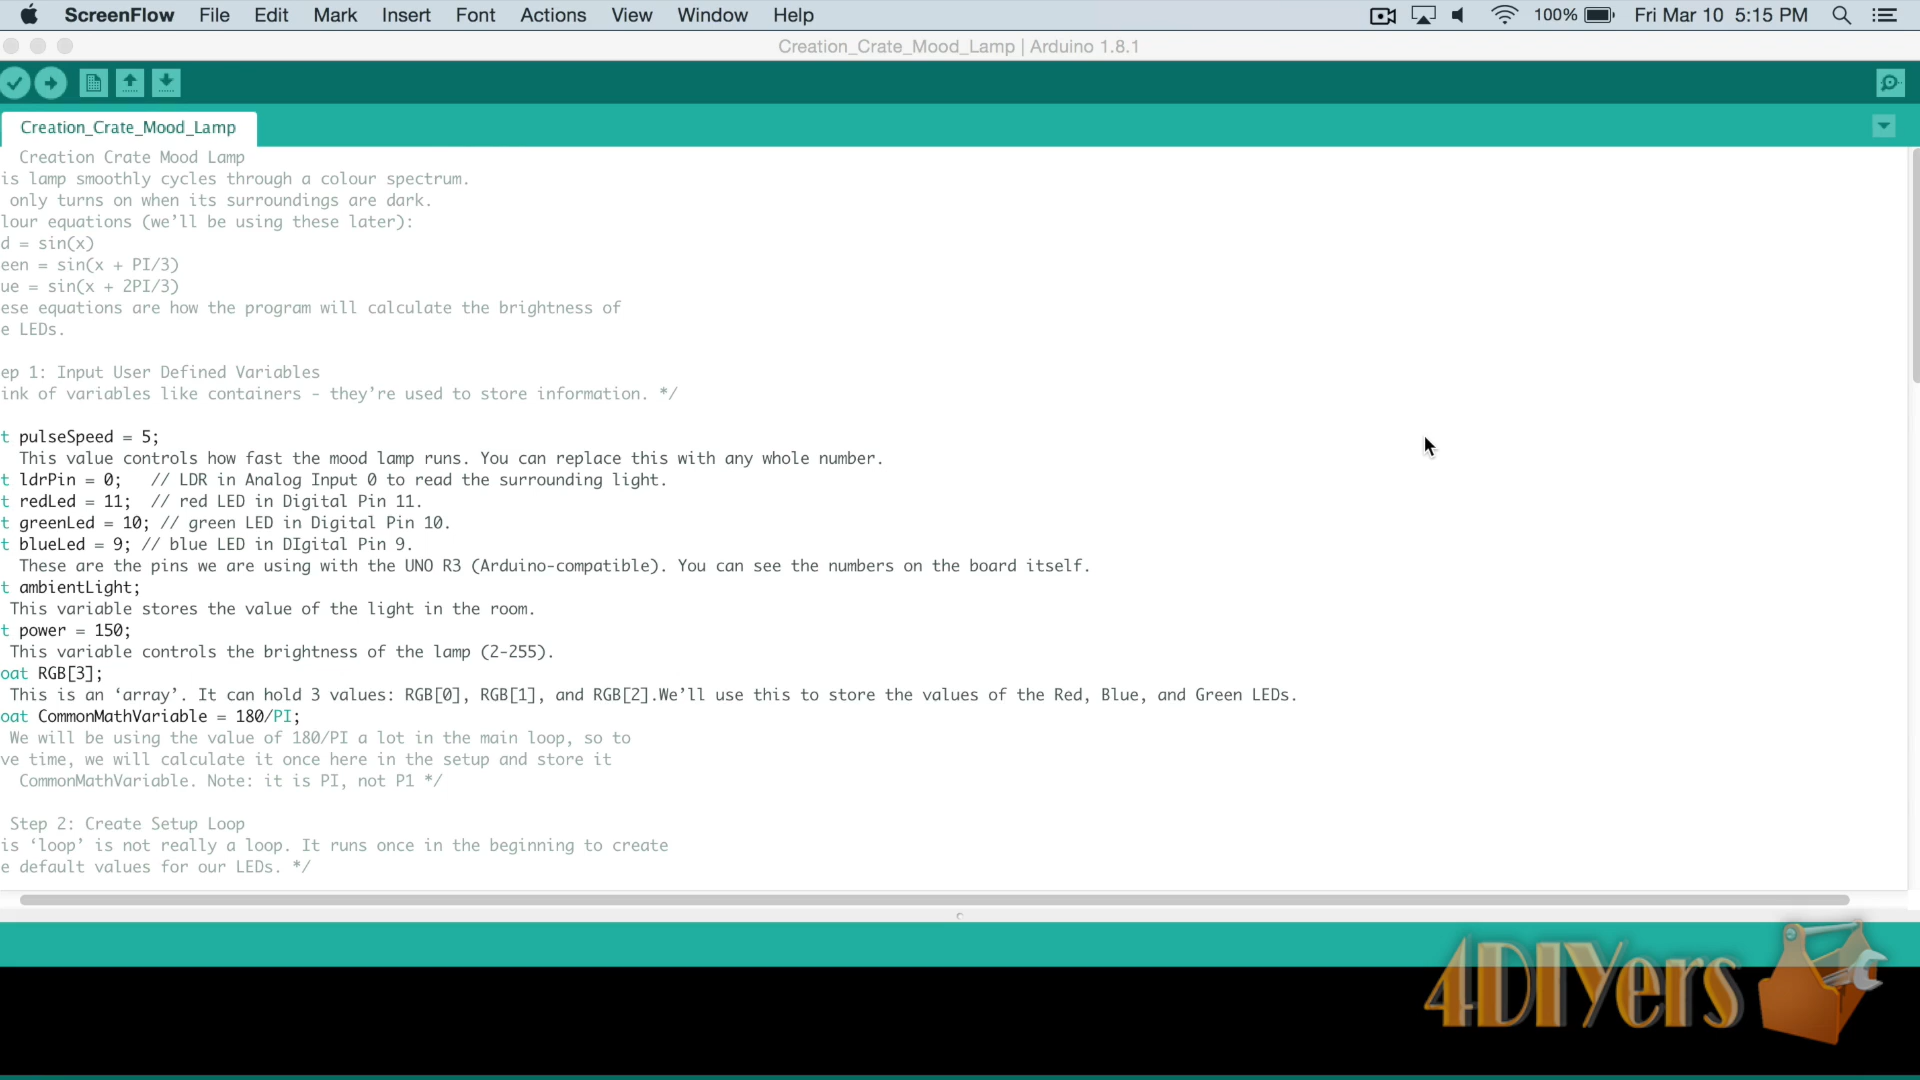 ScreenFlow File Edit Mark Insert Font Actions View Window Help 100% Fri Mar 10 5:15 PM
Creation_Crate_Mood_Lamp | Arduino 1.8.1
Creation_Crate_Mood_Lamp
Creation Crate Mood Lamp
is lamp smoothly cycles through a colour spectrum.
only turns on when its surroundings are dark.
lour equations (we’ll be using these later):
d = sin(x)
een = sin(x + PI/3)
ue = sin(x + 2PI/3)
ese equations are how the program will calculate the brightness of
e LEDs.
ep 1: Input User Defined Variables
ink of variables like containers - they’re used to store information. */
t pulseSpeed = 5;
This value controls how fast the mood lamp runs. You can replace this with any whole number.
t ldrPin = 0; // LDR in Analog Input 0 to read the surrounding light.
t redLed = 11; // red LED in Digital Pin 11.
t greenLed = 10; // green LED in Digital Pin 10.
t blueLed = 9; // blue LED in DIgital Pin 9.
These are the pins we are using with the UNO R3 (Arduino-compatible). You can see the numbers on the board itself.
t ambientLight;
This variable stores the value of the light in the room.
t power = 150;
This variable controls the brightness of the lamp (2-255).
oat RGB[3];
This is an ‘array’. It can hold 3 values: RGB[0], RGB[1], and RGB[2].We’ll use this to store the values of the Red, Blue, and Green LEDs.
oat CommonMathVariable = 180/PI;
We will be using the value of 180/PI a lot in the main loop, so to
ve time, we will calculate it once here in the setup and store it
CommonMathVariable. Note: it is PI, not P1 */
Step 2: Create Setup Loop
is ‘loop’ is not really a loop. It runs once in the beginning to create
e default values for our LEDs. */
4DIYers